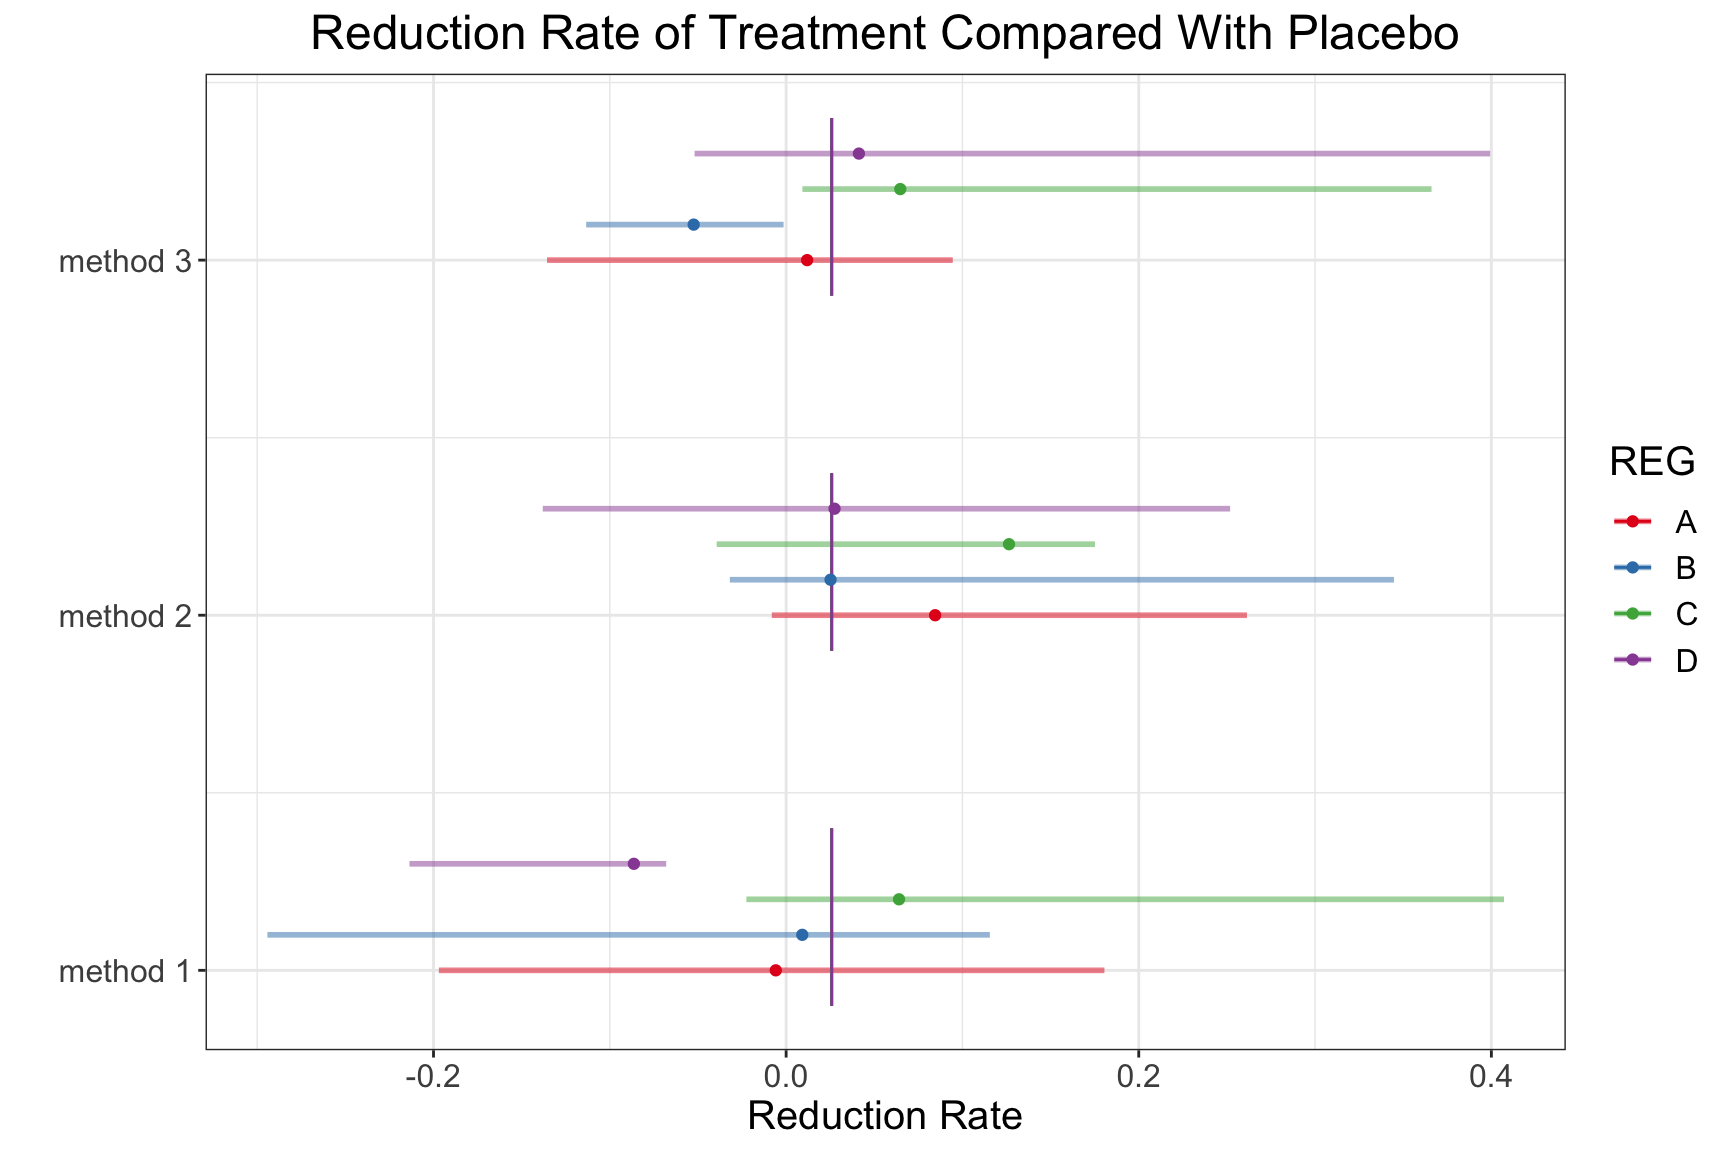 Reduction Rate of Treatment Compared With Placebo
method 3
method 2
method 1
-0.2 0.0 0.2 0.4
Reduction Rate
REG
A
B
C
D